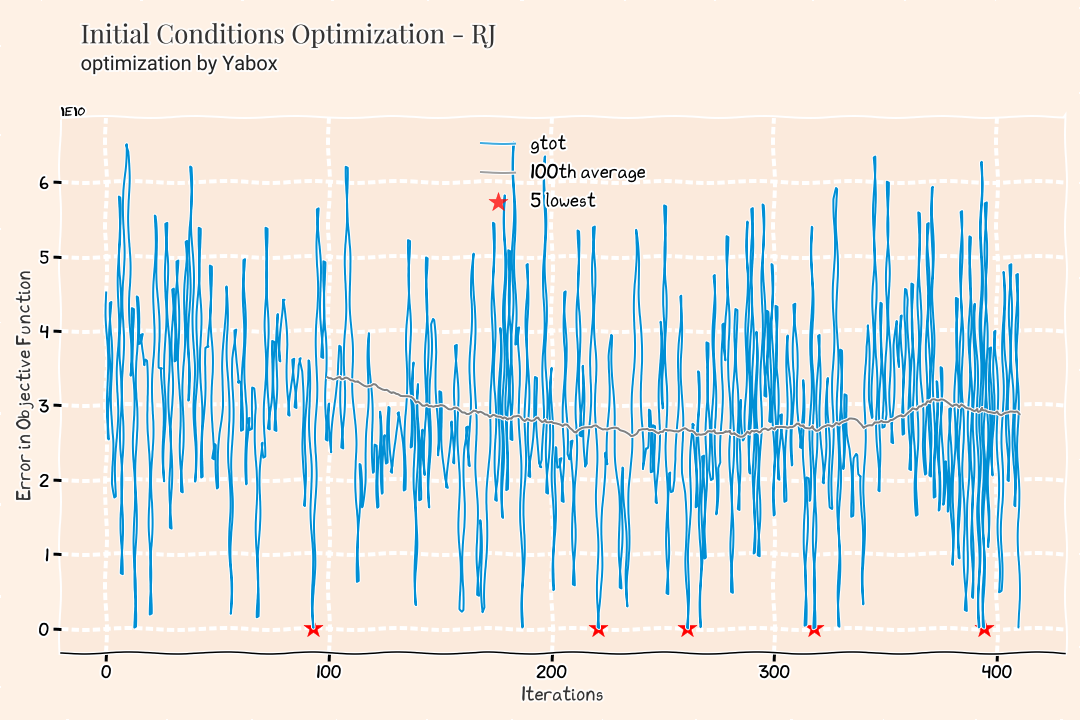 Initial Conditions Optimization - RJ
optimization by Yabox
1E10
gtot
100th average
5 lowest
6
5
4
3
2
1
0
Error in Objective Function
0 100 200 300 400
Iterations